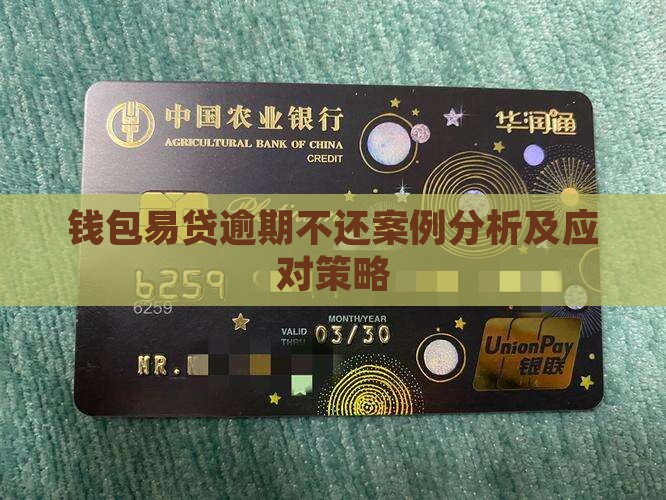 中国农业银行
AGRICULTURAL BANK OF CHINA
CREDIT
华润通
Platinum
钱包易贷逾期不还案例分析及应
对策略
6259
6259
MONTH/YEAR
VALID
THRU
03/30
MR.
UnionPay
银联